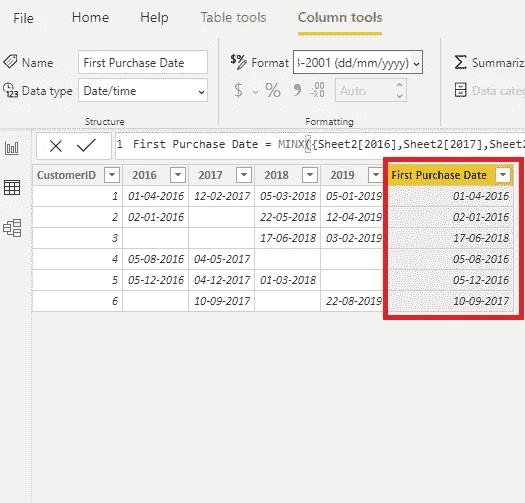 File Home Help Table tools Column tools
Name First Purchase Date Format -2001 (dd/mm/yyyy) Summariz
Data type Date/time $ % Auto Data categ
Structure Formatting
1 First Purchase Date = MINX({Sheet2[2016],Sheet2[2017],Sheet2
CustomerID 2016 2017 2018 2019 First Purchase Date
1 01-04-2016 12-02-2017 05-03-2018 05-01-2019 01-04-2016
2 02-01-2016 22-05-2018 12-04-2019 02-01-2016
3 17-06-2018 03-02-2019 17-06-2018
4 05-08-2016 04-05-2017 05-08-2016
5 05-12-2016 04-12-2017 01-03-2018 05-12-2016
6 10-09-2017 22-08-2019 10-09-2017